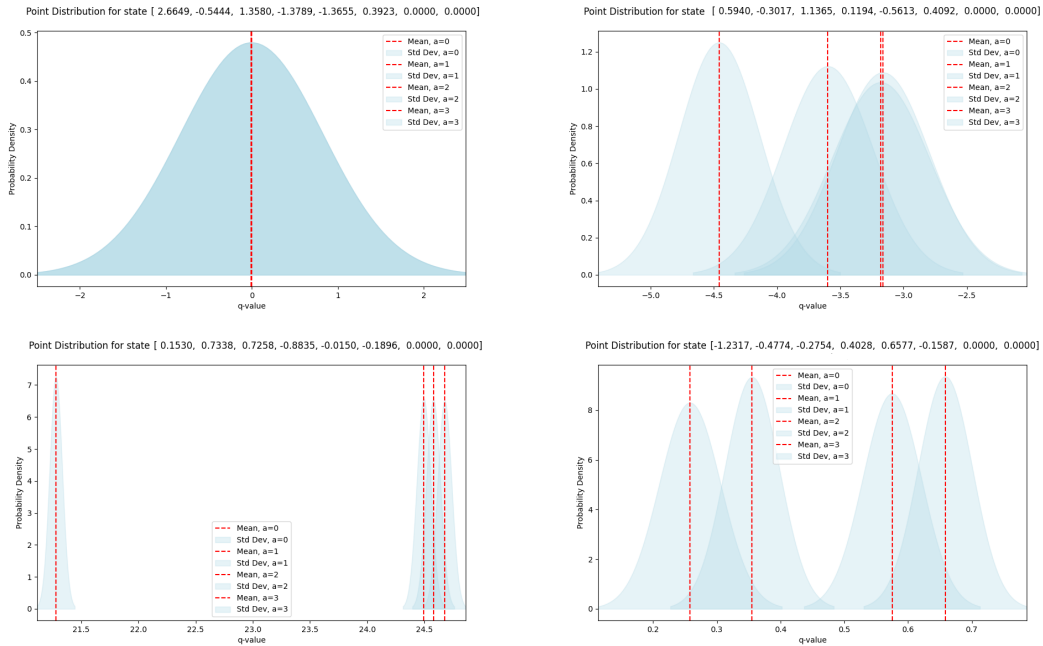 Point Distribution for state [ 2.6649, -0.5444, 1.3580, -1.3789, -1.3655, 0.3923, 0.0000, 0.0000]
Probability Density
0.5
0.4
0.3
0.2
0.1
0.0
Mean, a=0
Std Dev, a=0
Mean, a=1
Std Dev, a=1
Mean, a=2
Std Dev, a=2
Mean, a=3
Std Dev, a=3
−2 −1 0 1 2
q-value
Point Distribution for state [ 0.5940, -0.3017, 1.1365, 0.1194, -0.5613, 0.4092, 0.0000, 0.0000]
Probability Density
1.2
1.0
0.8
0.6
0.4
0.2
0.0
Mean, a=0
Std Dev, a=0
Mean, a=1
Std Dev, a=1
Mean, a=2
Std Dev, a=2
Mean, a=3
Std Dev, a=3
−5.0 −4.5 −4.0 −3.5 −3.0 −2.5
q-value
Point Distribution for state [ 0.1530, 0.7338, 0.7258, -0.8835, -0.0150, -0.1896, 0.0000, 0.0000]
Probability Density
7
6
5
4
3
2
1
0
Mean, a=0
Std Dev, a=0
Mean, a=1
Std Dev, a=1
Mean, a=2
Std Dev, a=2
Mean, a=3
Std Dev, a=3
21.5 22.0 22.5 23.0 23.5 24.0 24.5
q-value
Point Distribution for state [-1.2317, -0.4774, -0.2754, 0.4028, 0.6577, -0.1587, 0.0000, 0.0000]
Probability Density
8
6
4
2
0
Mean, a=0
Std Dev, a=0
Mean, a=1
Std Dev, a=1
Mean, a=2
Std Dev, a=2
Mean, a=3
Std Dev, a=3
0.2 0.3 0.4 0.5 0.6 0.7
q-value